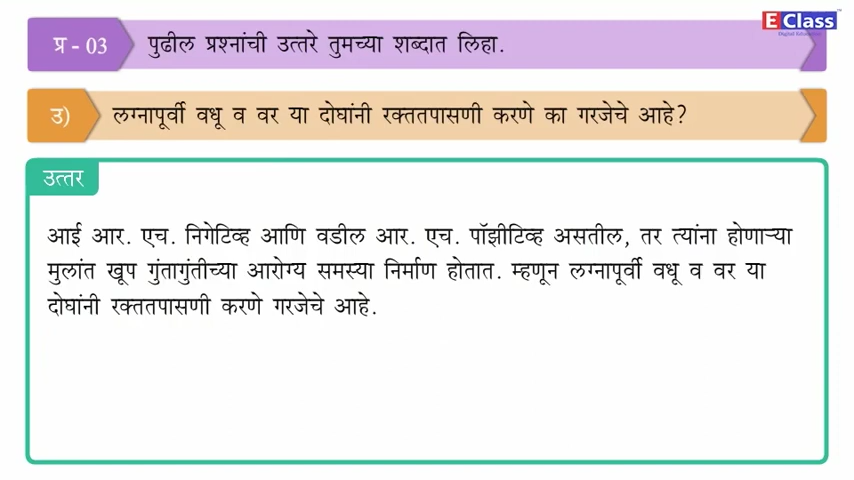 E Class
Digital Education
प्र - 03 पुढील प्रश्नांची उत्तरे तुमच्या शब्दात लिहा.
उ) लग्नापूर्वी वधू व वर या दोघांनी रक्ततपासणी करणे का गरजेचे आहे?
उत्तर
आई आर. एच. निगेटिव्ह आणि वडील आर. एच. पॉझीटिव्ह असतील, तर त्यांना होणाऱ्या
मुलांत खूप गुंतागुंतीच्या आरोग्य समस्या निर्माण होतात. म्हणून लग्नापूर्वी वधू व वर या
दोघांनी रक्ततपासणी करणे गरजेचे आहे.